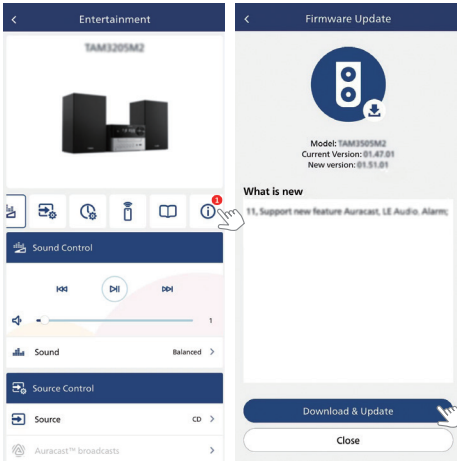 Entertainment
TAM3205M2
1
Sound Control
1
Sound
Balanced
Source Control
Source
CD
Auracast™ broadcasts
Firmware Update
Model: TAM3505M2
Current Version: 01.47.01
New version: 01.51.01
What is new
11, Support new feature Auracast, LE Audio. Alarm;
Download & Update
Close